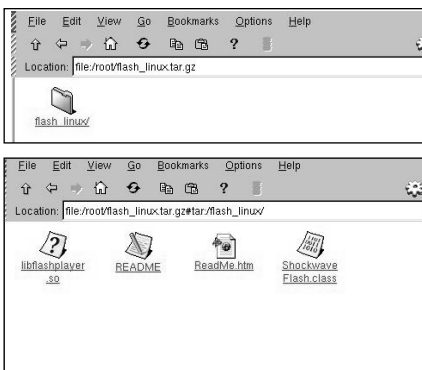 File Edit View Go Bookmarks Options Help
?
Location: file:/root/flash_linux.tar.gz
flash_linux/
File Edit View Go Bookmarks Options Help
?
Location: file:/root/flash_linux.tar.gz#tar:/flash_linux/
libflashplayer README ReadMe.htm Shockwave
.so Flash.class